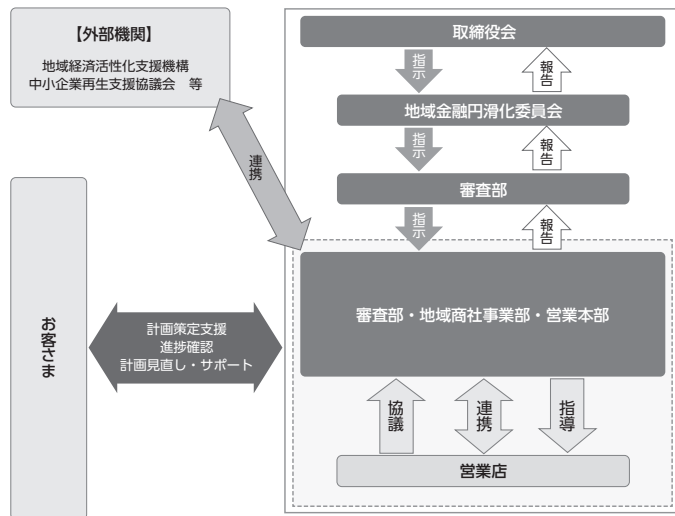 【外部機関】
地域経済活性化支援機構
中小企業再生支援協議会　等
取締役会
指示
報告
地域金融円滑化委員会
指示
報告
連携
審査部
指示
報告
審査部・地域商社事業部・営業本部
お客さま
計画策定支援
進捗確認
計画見直し・サポート
協議
連携
指導
営業店